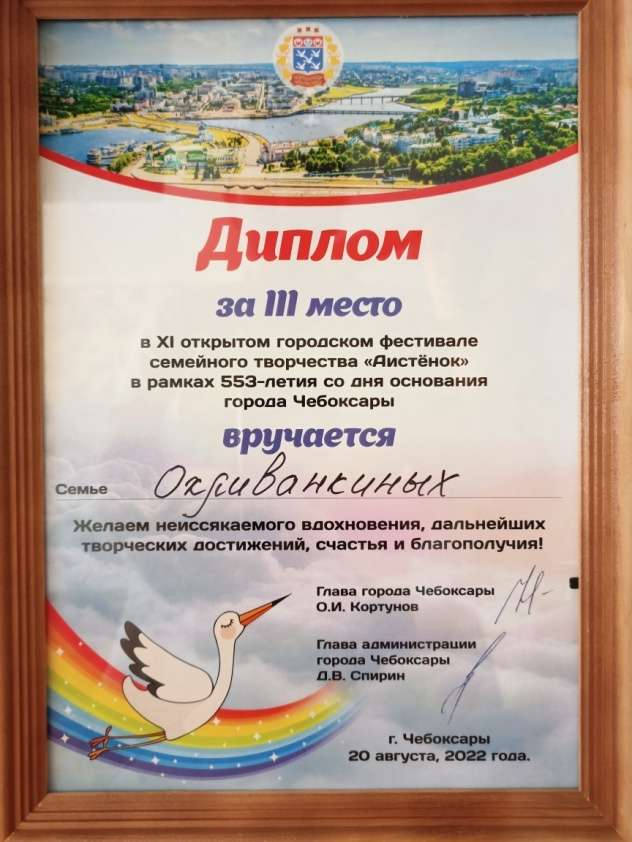 Диплом
за III место
в XI открытом городском фестивале
семейного творчества «Аистёнок»
в рамках 553-летия со дня основания
города Чебоксары
вручается
Семье Охливанкиных
Желаем неиссякаемого вдохновения, дальнейших
творческих достижений, счастья и благополучия!
Глава города Чебоксары
О.И. Кортунов
Глава администрации
города Чебоксары
Д.В. Спирин
г. Чебоксары
20 августа, 2022 года.